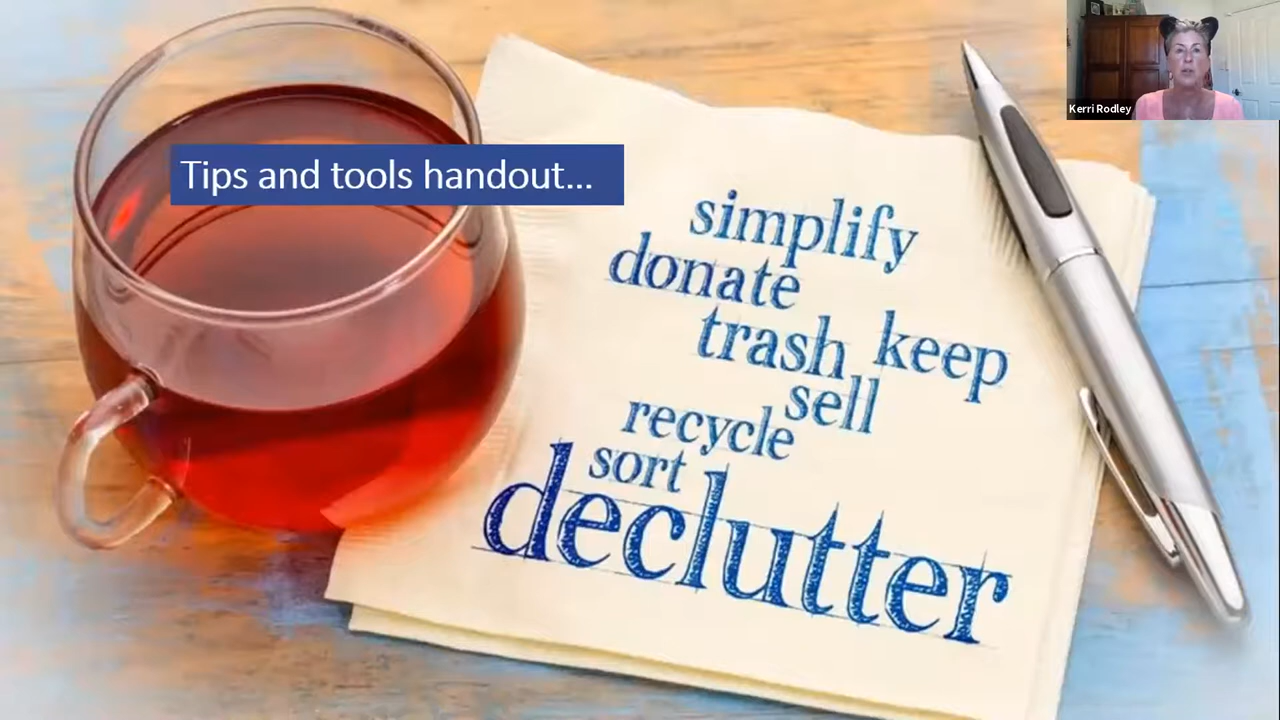 Kerri Rodley
Tips and tools handout...
simplify
donate
trash keep
sell
recycle
sort
declutter